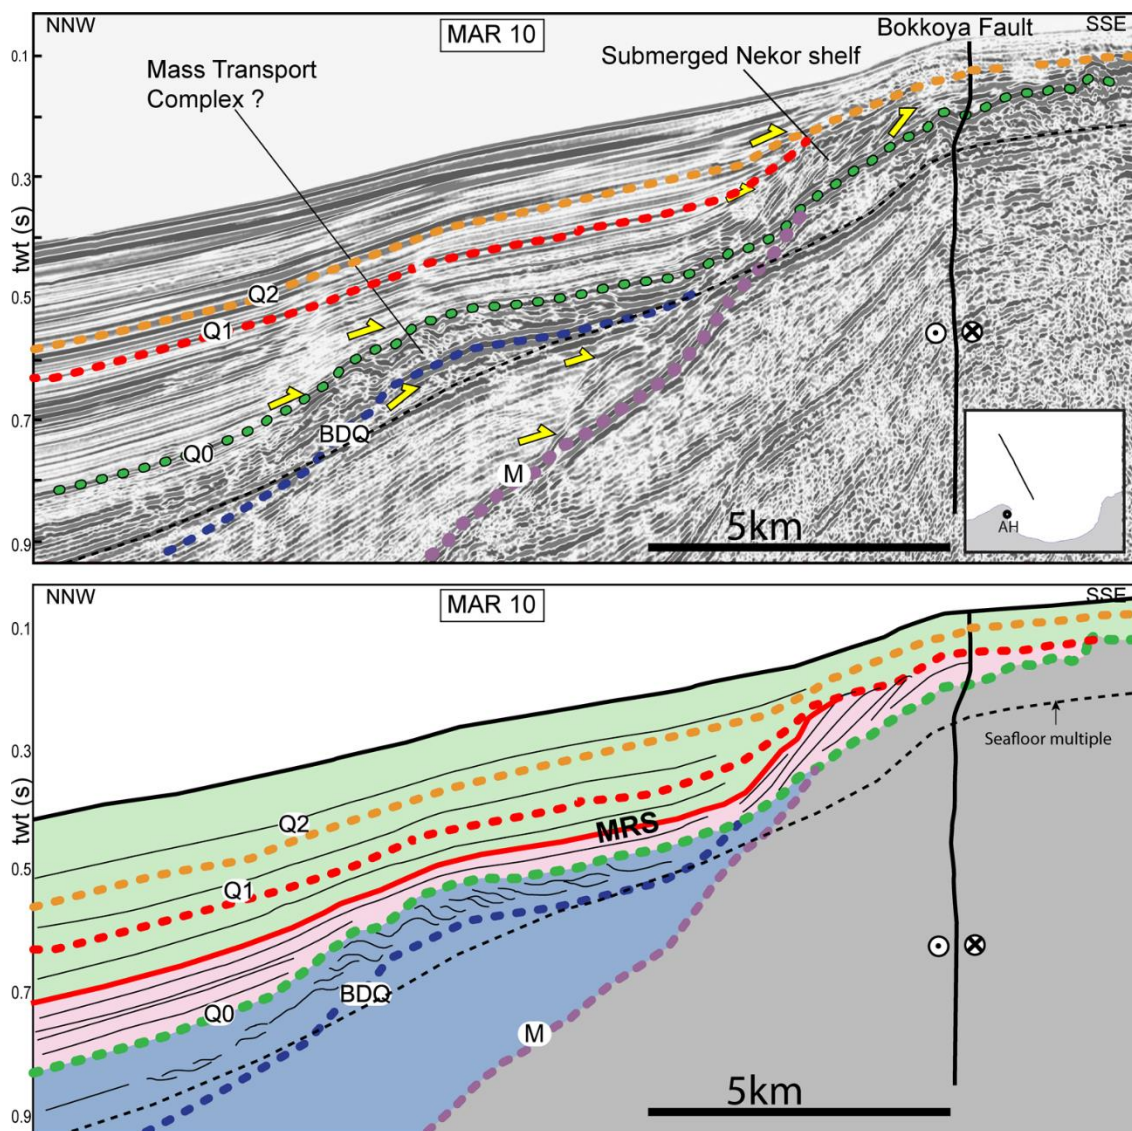 NNW
MAR 10
Bokkoya Fault
SSE
Mass Transport
Complex ?
Submerged Nekor shelf
0.1
0.3
0.5
0.7
0.9
twt (s)
Q2
Q1
BDQ
Q0
M
5km
AH
NNW
MAR 10
SSE
0.1
0.3
0.5
0.7
0.9
twt (s)
Seafloor multiple
Q2
MRS
Q1
BDQ
Q0
M
5km